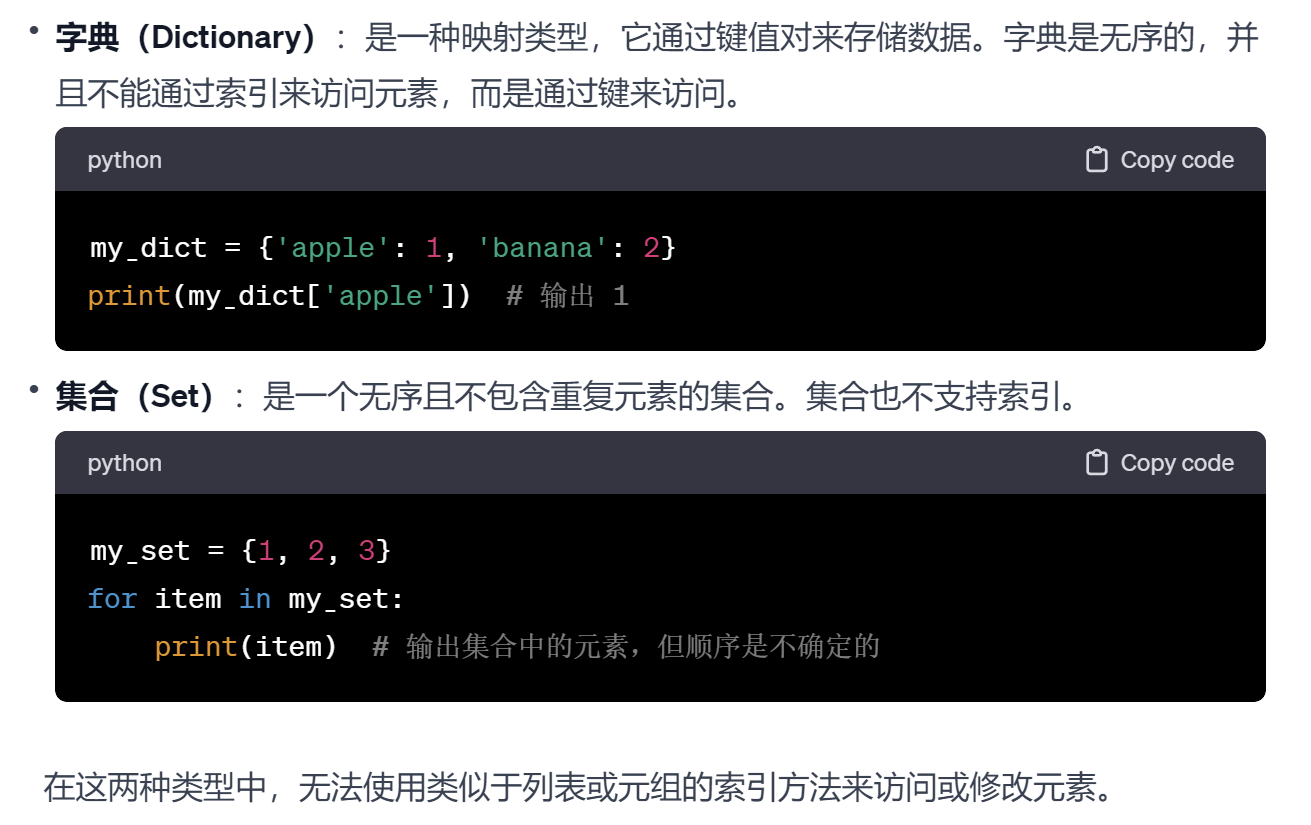 • 字典（Dictionary）：是一种映射类型，它通过键值对来存储数据。字典是无序的，并
且不能通过索引来访问元素，而是通过键来访问。
python Copy code
my_dict = {'apple': 1, 'banana': 2}
print(my_dict['apple'])  # 输出 1
• 集合（Set）：是一个无序且不包含重复元素的集合。集合也不支持索引。
python Copy code
my_set = {1, 2, 3}
for item in my_set:
    print(item)  # 输出集合中的元素，但顺序是不确定的
在这两种类型中，无法使用类似于列表或元组的索引方法来访问或修改元素。